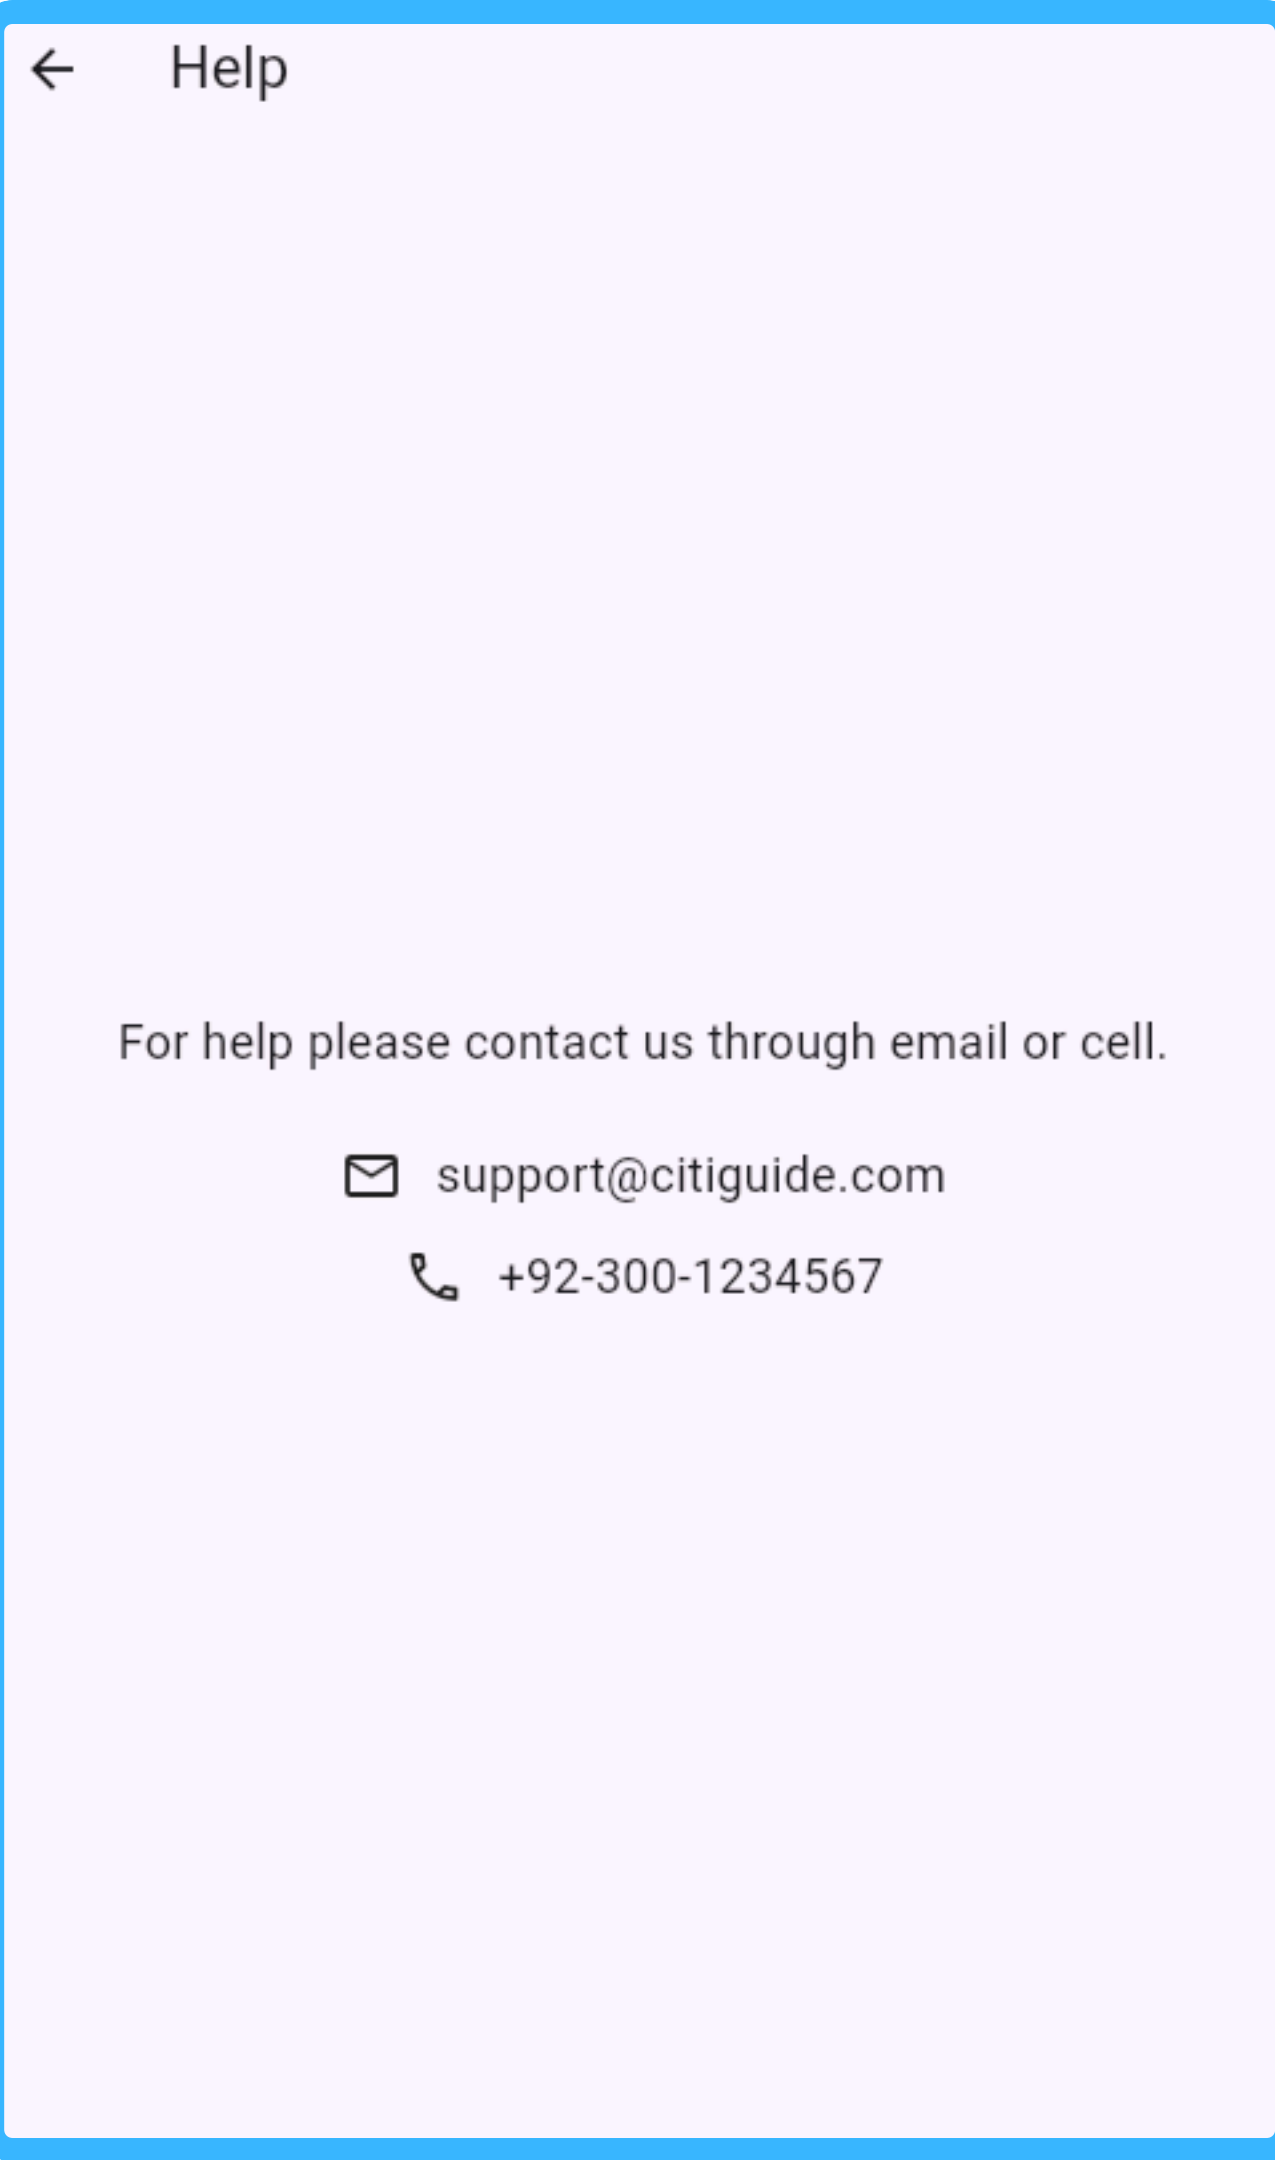 Help
For help please contact us through email or cell.
support@citiguide.com
+92-300-1234567